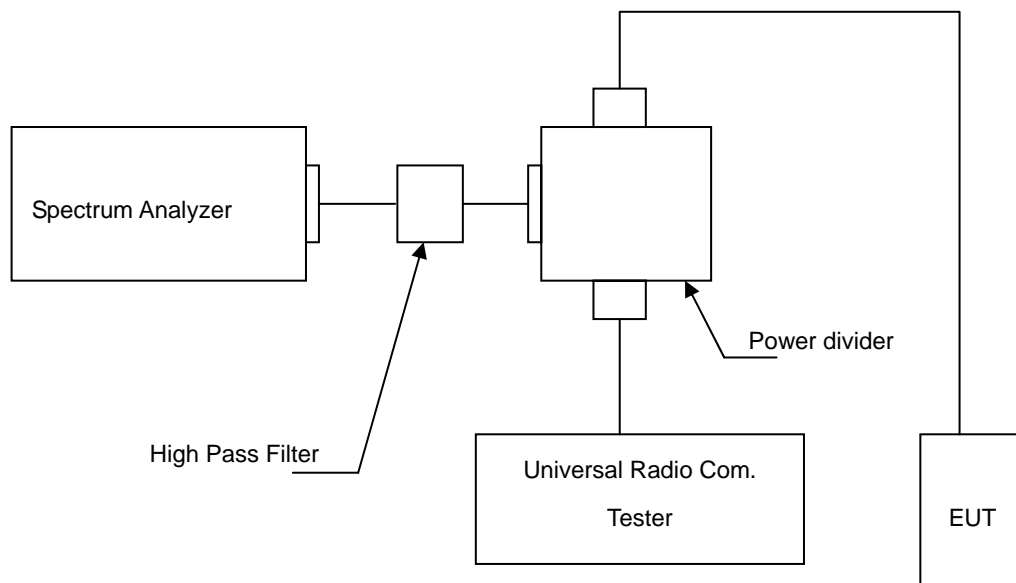 Spectrum Analyzer
Power divider
High Pass Filter
Universal Radio Com.
Tester
EUT